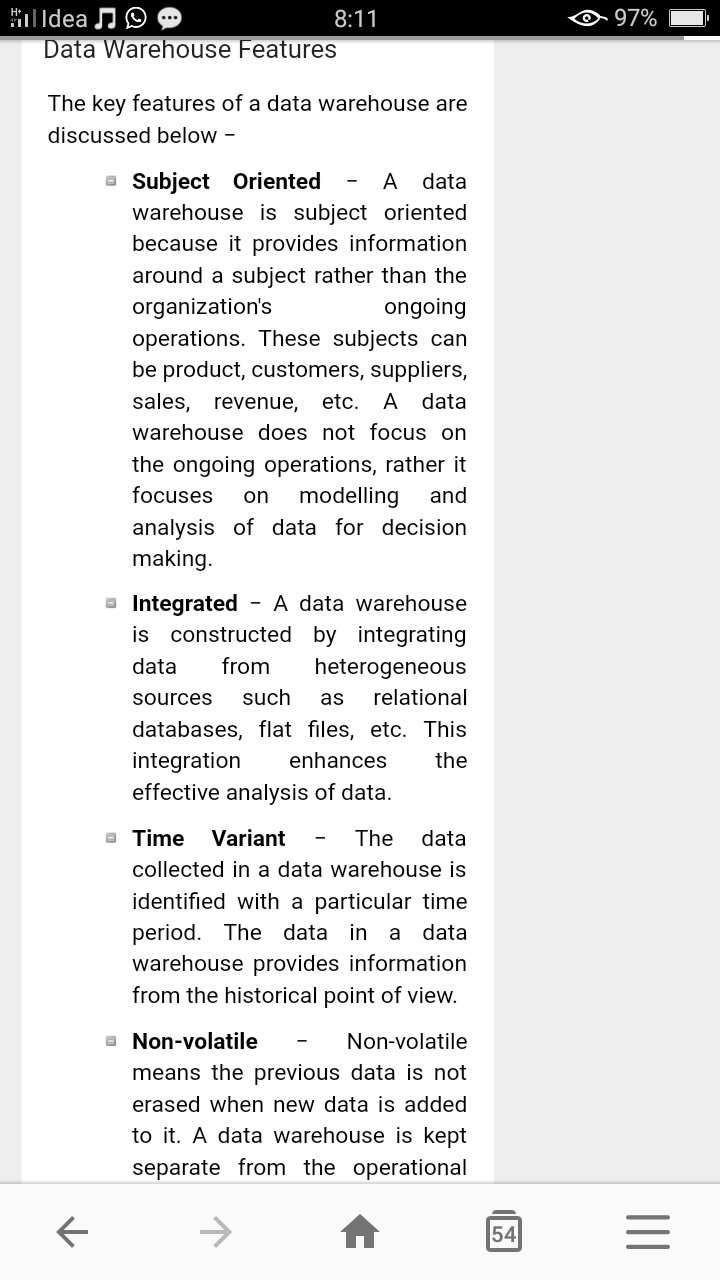 Idea 8:11 97%
Data Warehouse Features
The key features of a data warehouse are
discussed below −
Subject Oriented − A data
warehouse is subject oriented
because it provides information
around a subject rather than the
organization's ongoing
operations. These subjects can
be product, customers, suppliers,
sales, revenue, etc. A data
warehouse does not focus on
the ongoing operations, rather it
focuses on modelling and
analysis of data for decision
making.
Integrated − A data warehouse
is constructed by integrating
data from heterogeneous
sources such as relational
databases, flat files, etc. This
integration enhances the
effective analysis of data.
Time Variant − The data
collected in a data warehouse is
identified with a particular time
period. The data in a data
warehouse provides information
from the historical point of view.
Non-volatile − Non-volatile
means the previous data is not
erased when new data is added
to it. A data warehouse is kept
separate from the operational
54